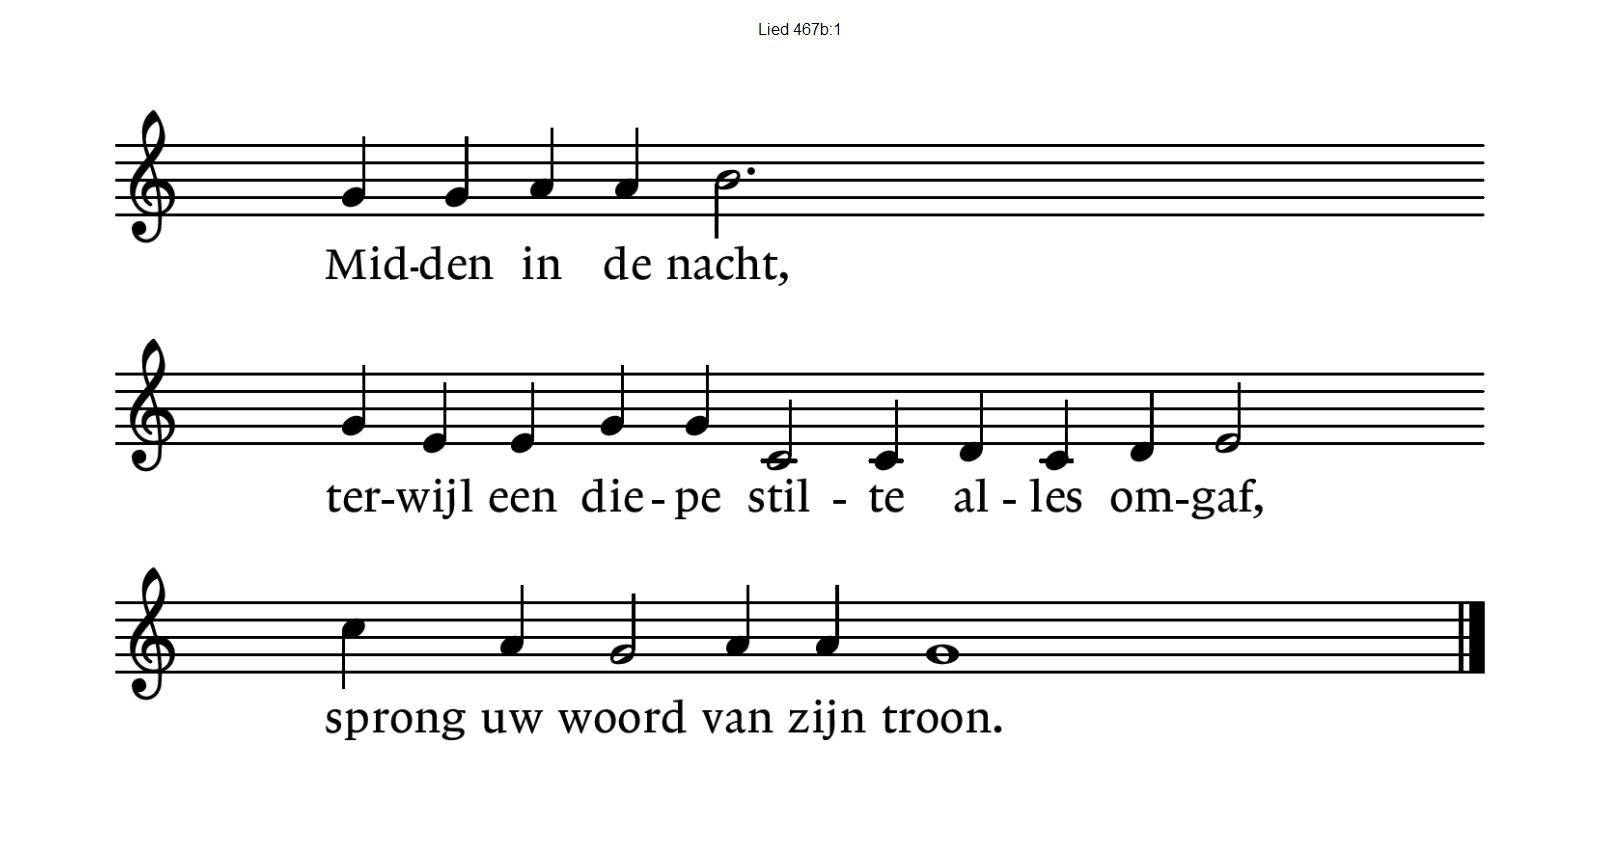 Lied 467b:1
Mid-den in de nacht,
ter-wijl een die-pe stil-te al-les om-gaf,
sprong uw woord van zijn troon.